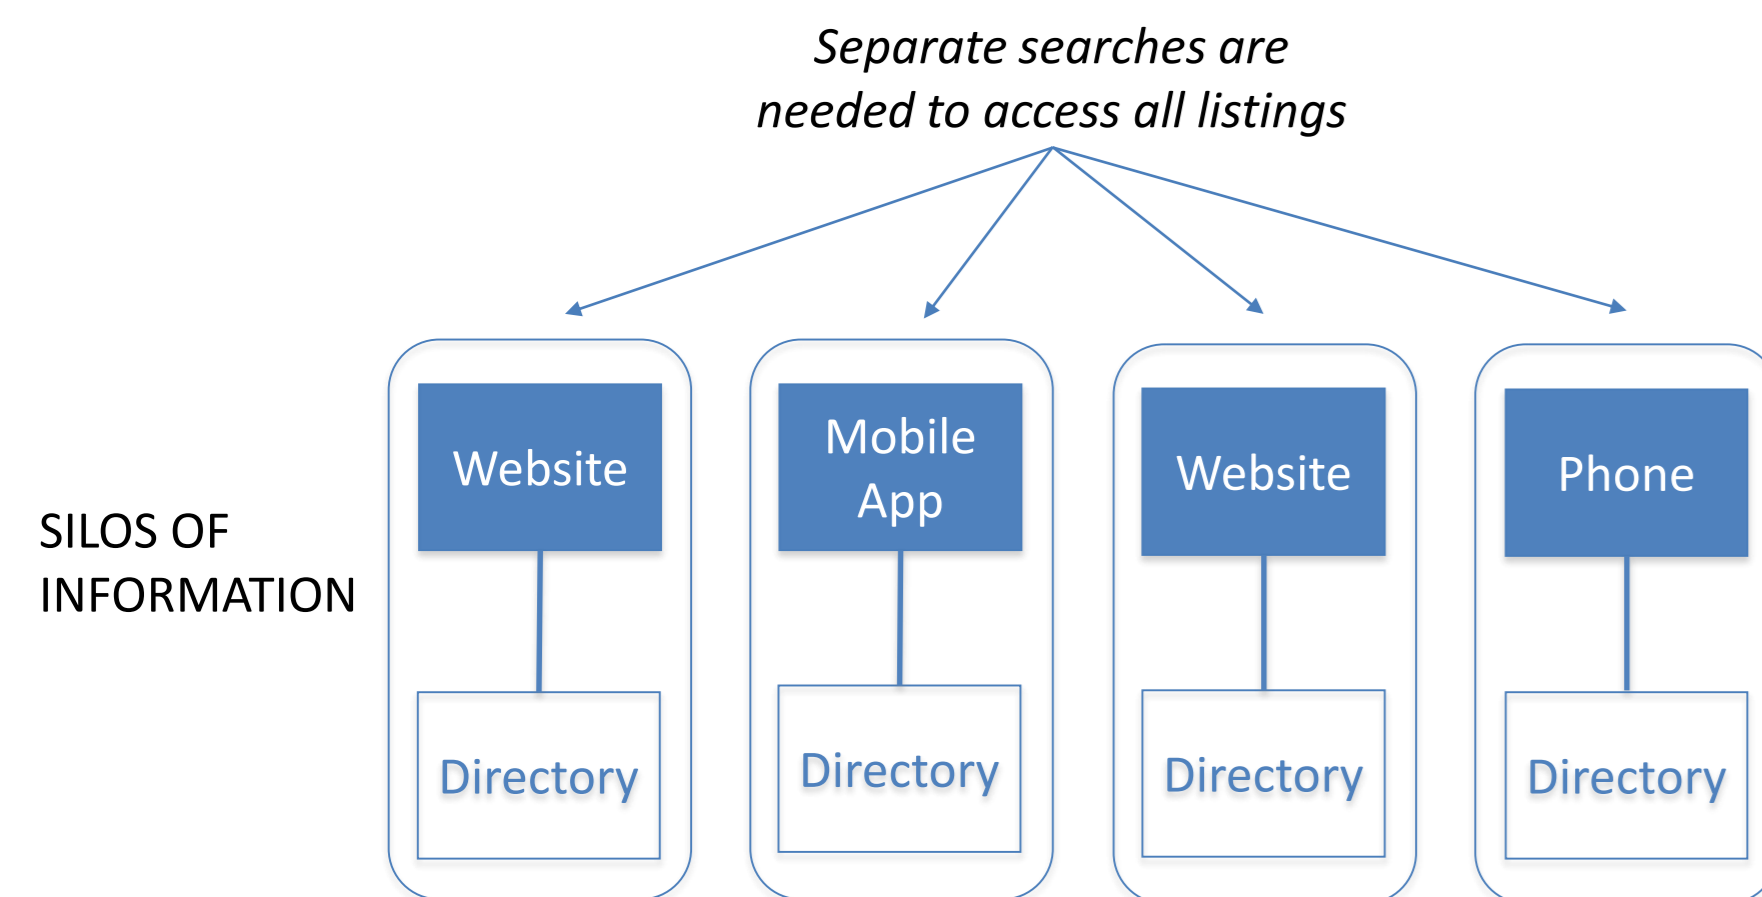 Separate searches are
needed to access all listings
Website
Mobile
App
Website
Phone
SILOS OF
INFORMATION
Directory
Directory
Directory
Directory